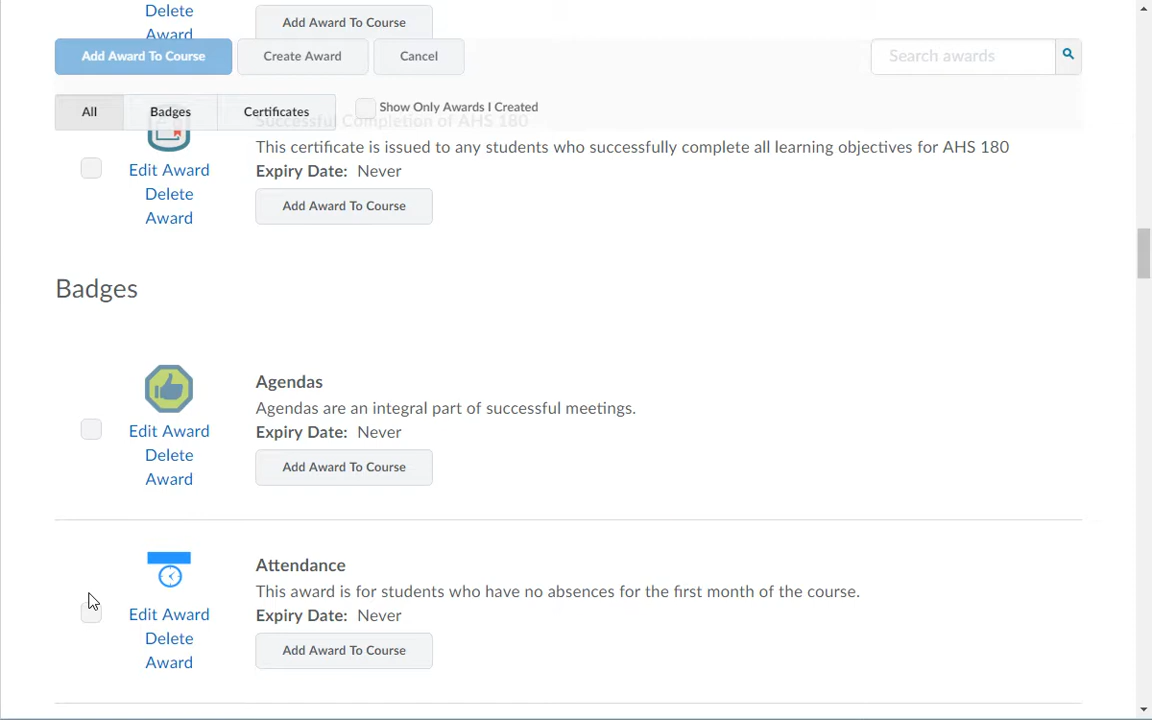 Delete
Award
Add Award To Course
Add Award To Course
Create Award
Cancel
Search awards
All
Badges
Certificates
Show Only Awards I Created
Successful Completion of AHS 180
This certificate is issued to any students who successfully complete all learning objectives for AHS 180
Edit Award
Expiry Date: Never
Delete
Award
Add Award To Course
Badges
Agendas
Agendas are an integral part of successful meetings.
Edit Award
Expiry Date: Never
Delete
Award
Add Award To Course
Attendance
This award is for students who have no absences for the first month of the course.
Edit Award
Expiry Date: Never
Delete
Award
Add Award To Course